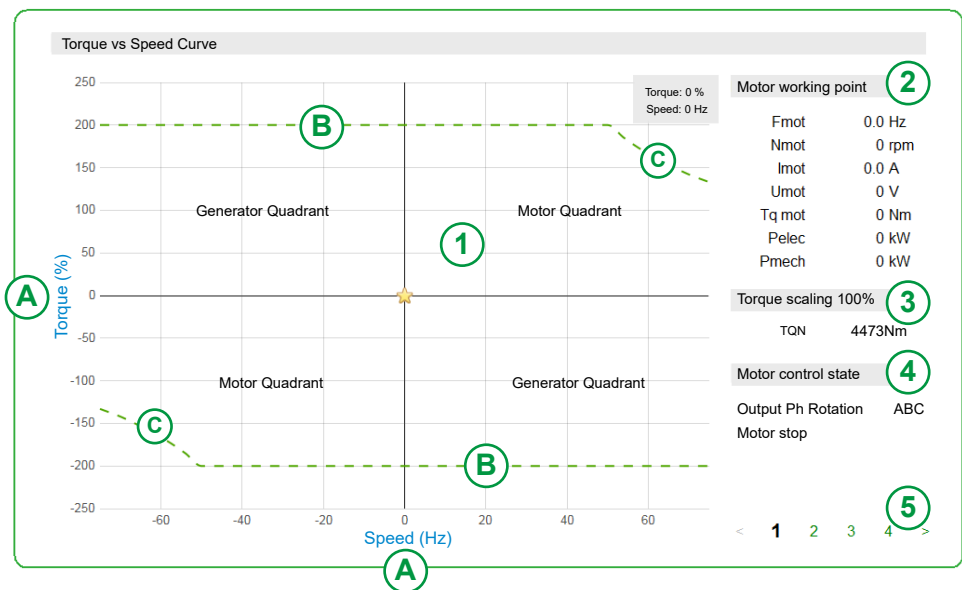 Torque vs Speed Curve
250
200
150
100
50
0
-50
-100
-150
-200
-250
Torque (%)
A
B
C
Torque: 0 %
Speed: 0 Hz
Generator Quadrant
Motor Quadrant
1
Motor Quadrant
Generator Quadrant
C
B
-60
-40
-20
0
20
40
60
Speed (Hz)
A
Motor working point
2
Fmot 0.0 Hz
Nmot 0 rpm
Imot 0.0 A
Umot 0 V
Tq mot 0 Nm
Pelec 0 kW
Pmech 0 kW
Torque scaling 100%
3
TQN 4473Nm
Motor control state
4
Output Ph Rotation ABC
Motor stop
5
< 1 2 3 4 >